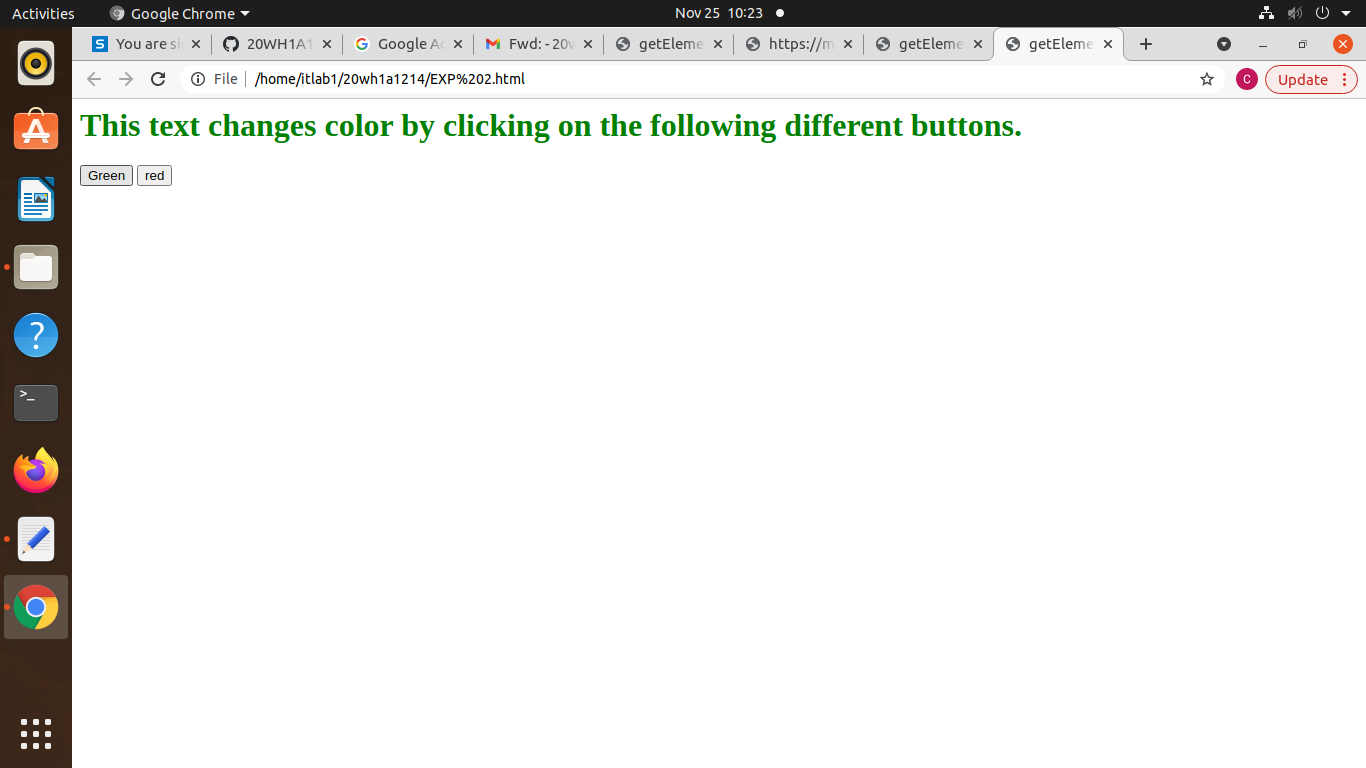 Activities Google Chrome Nov 25 10:23
You are si 20WH1A1 Google Ac Fwd: - 20w getEleme https://m getEleme getEleme
File /home/itlab1/20wh1a1214/EXP%202.html C Update
This text changes color by clicking on the following different buttons.
Green red